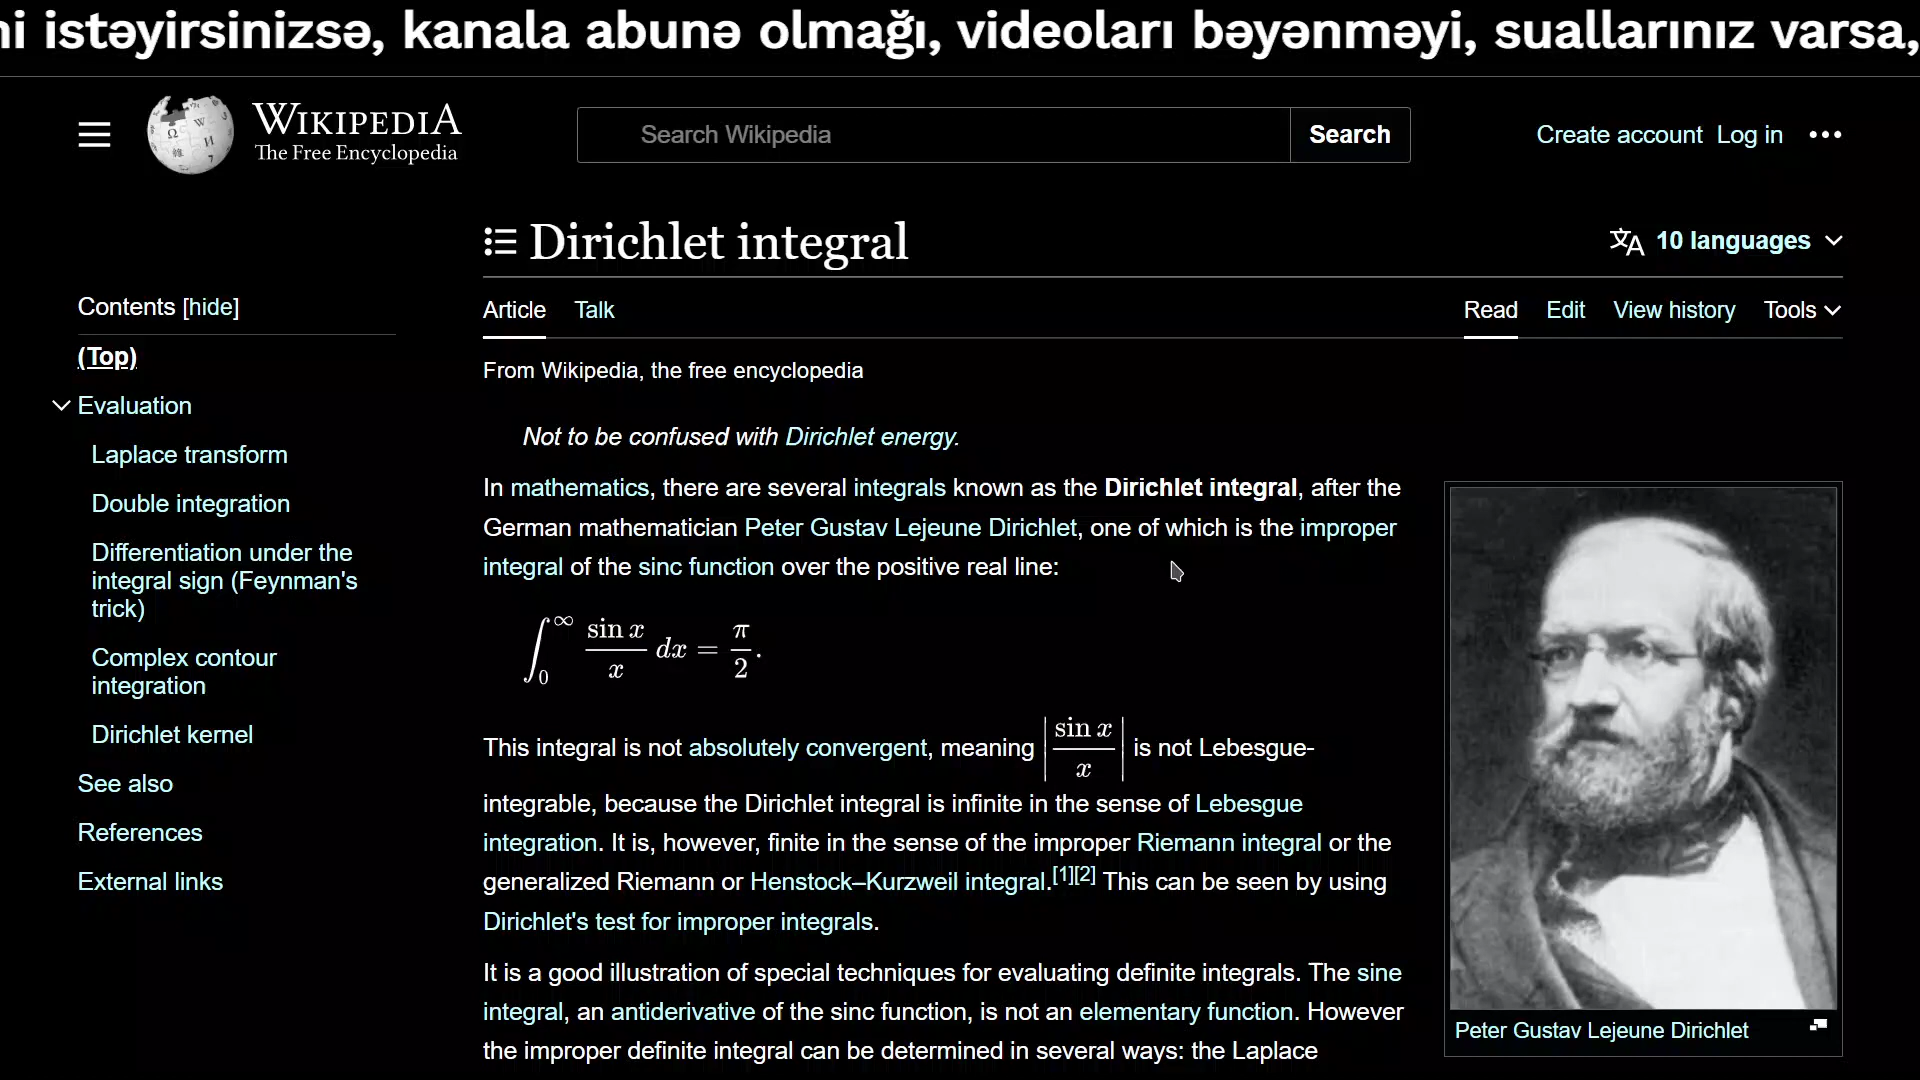 istəyirsinizsə, kanala abunə olmağı, videoları bəyənməyi, suallarınız varsa,
WIKIPEDIA
The Free Encyclopedia
Search Wikipedia
Search
Create account Log in
Dirichlet integral
10 languages
Contents [hide]
(Top)
Evaluation
Laplace transform
Double integration
Differentiation under the
integral sign (Feynman's
trick)
Complex contour
integration
Dirichlet kernel
See also
References
External links
Article Talk
Read Edit View history Tools
From Wikipedia, the free encyclopedia
Not to be confused with Dirichlet energy.
In mathematics, there are several integrals known as the Dirichlet integral, after the
German mathematician Peter Gustav Lejeune Dirichlet, one of which is the improper
integral of the sinc function over the positive real line:
∫₀^∞ sin x / x dx = π / 2.
This integral is not absolutely convergent, meaning |sin x / x| is not Lebesgue-
integrable, because the Dirichlet integral is infinite in the sense of Lebesgue
integration. It is, however, finite in the sense of the improper Riemann integral or the
generalized Riemann or Henstock–Kurzweil integral.[1][2] This can be seen by using
Dirichlet's test for improper integrals.
It is a good illustration of special techniques for evaluating definite integrals. The sine
integral, an antiderivative of the sinc function, is not an elementary function. However
the improper definite integral can be determined in several ways: the Laplace
Peter Gustav Lejeune Dirichlet